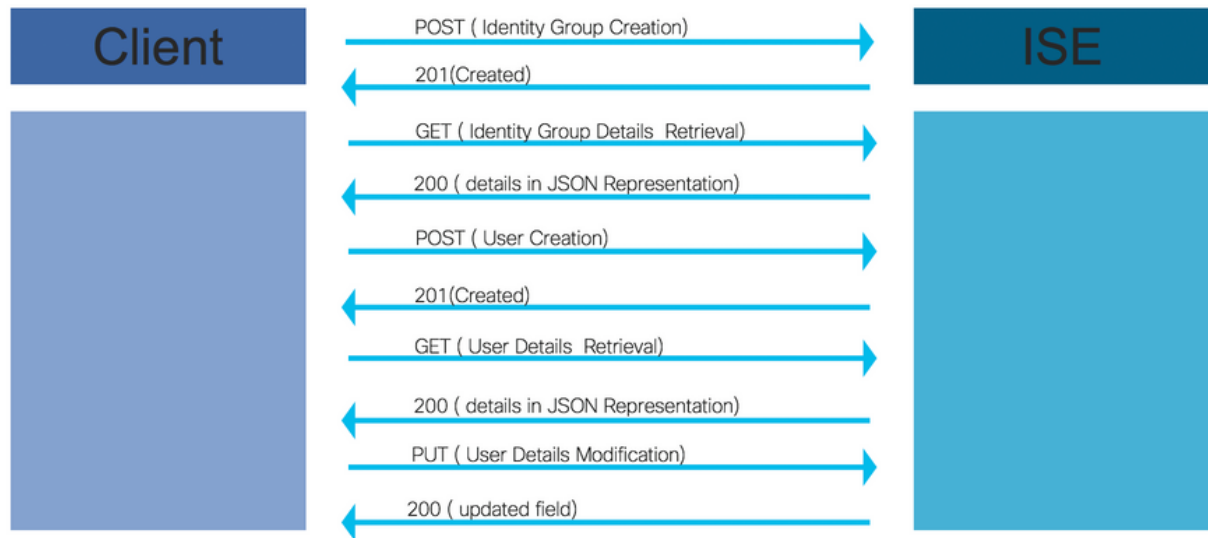 Client
ISE
POST ( Identity Group Creation)
201(Created)
GET ( Identity Group Details  Retrieval)
200 ( details in JSON Representation)
POST ( User Creation)
201(Created)
GET ( User Details  Retrieval)
200 ( details in JSON Representation)
PUT ( User Details Modification)
200 ( updated field)